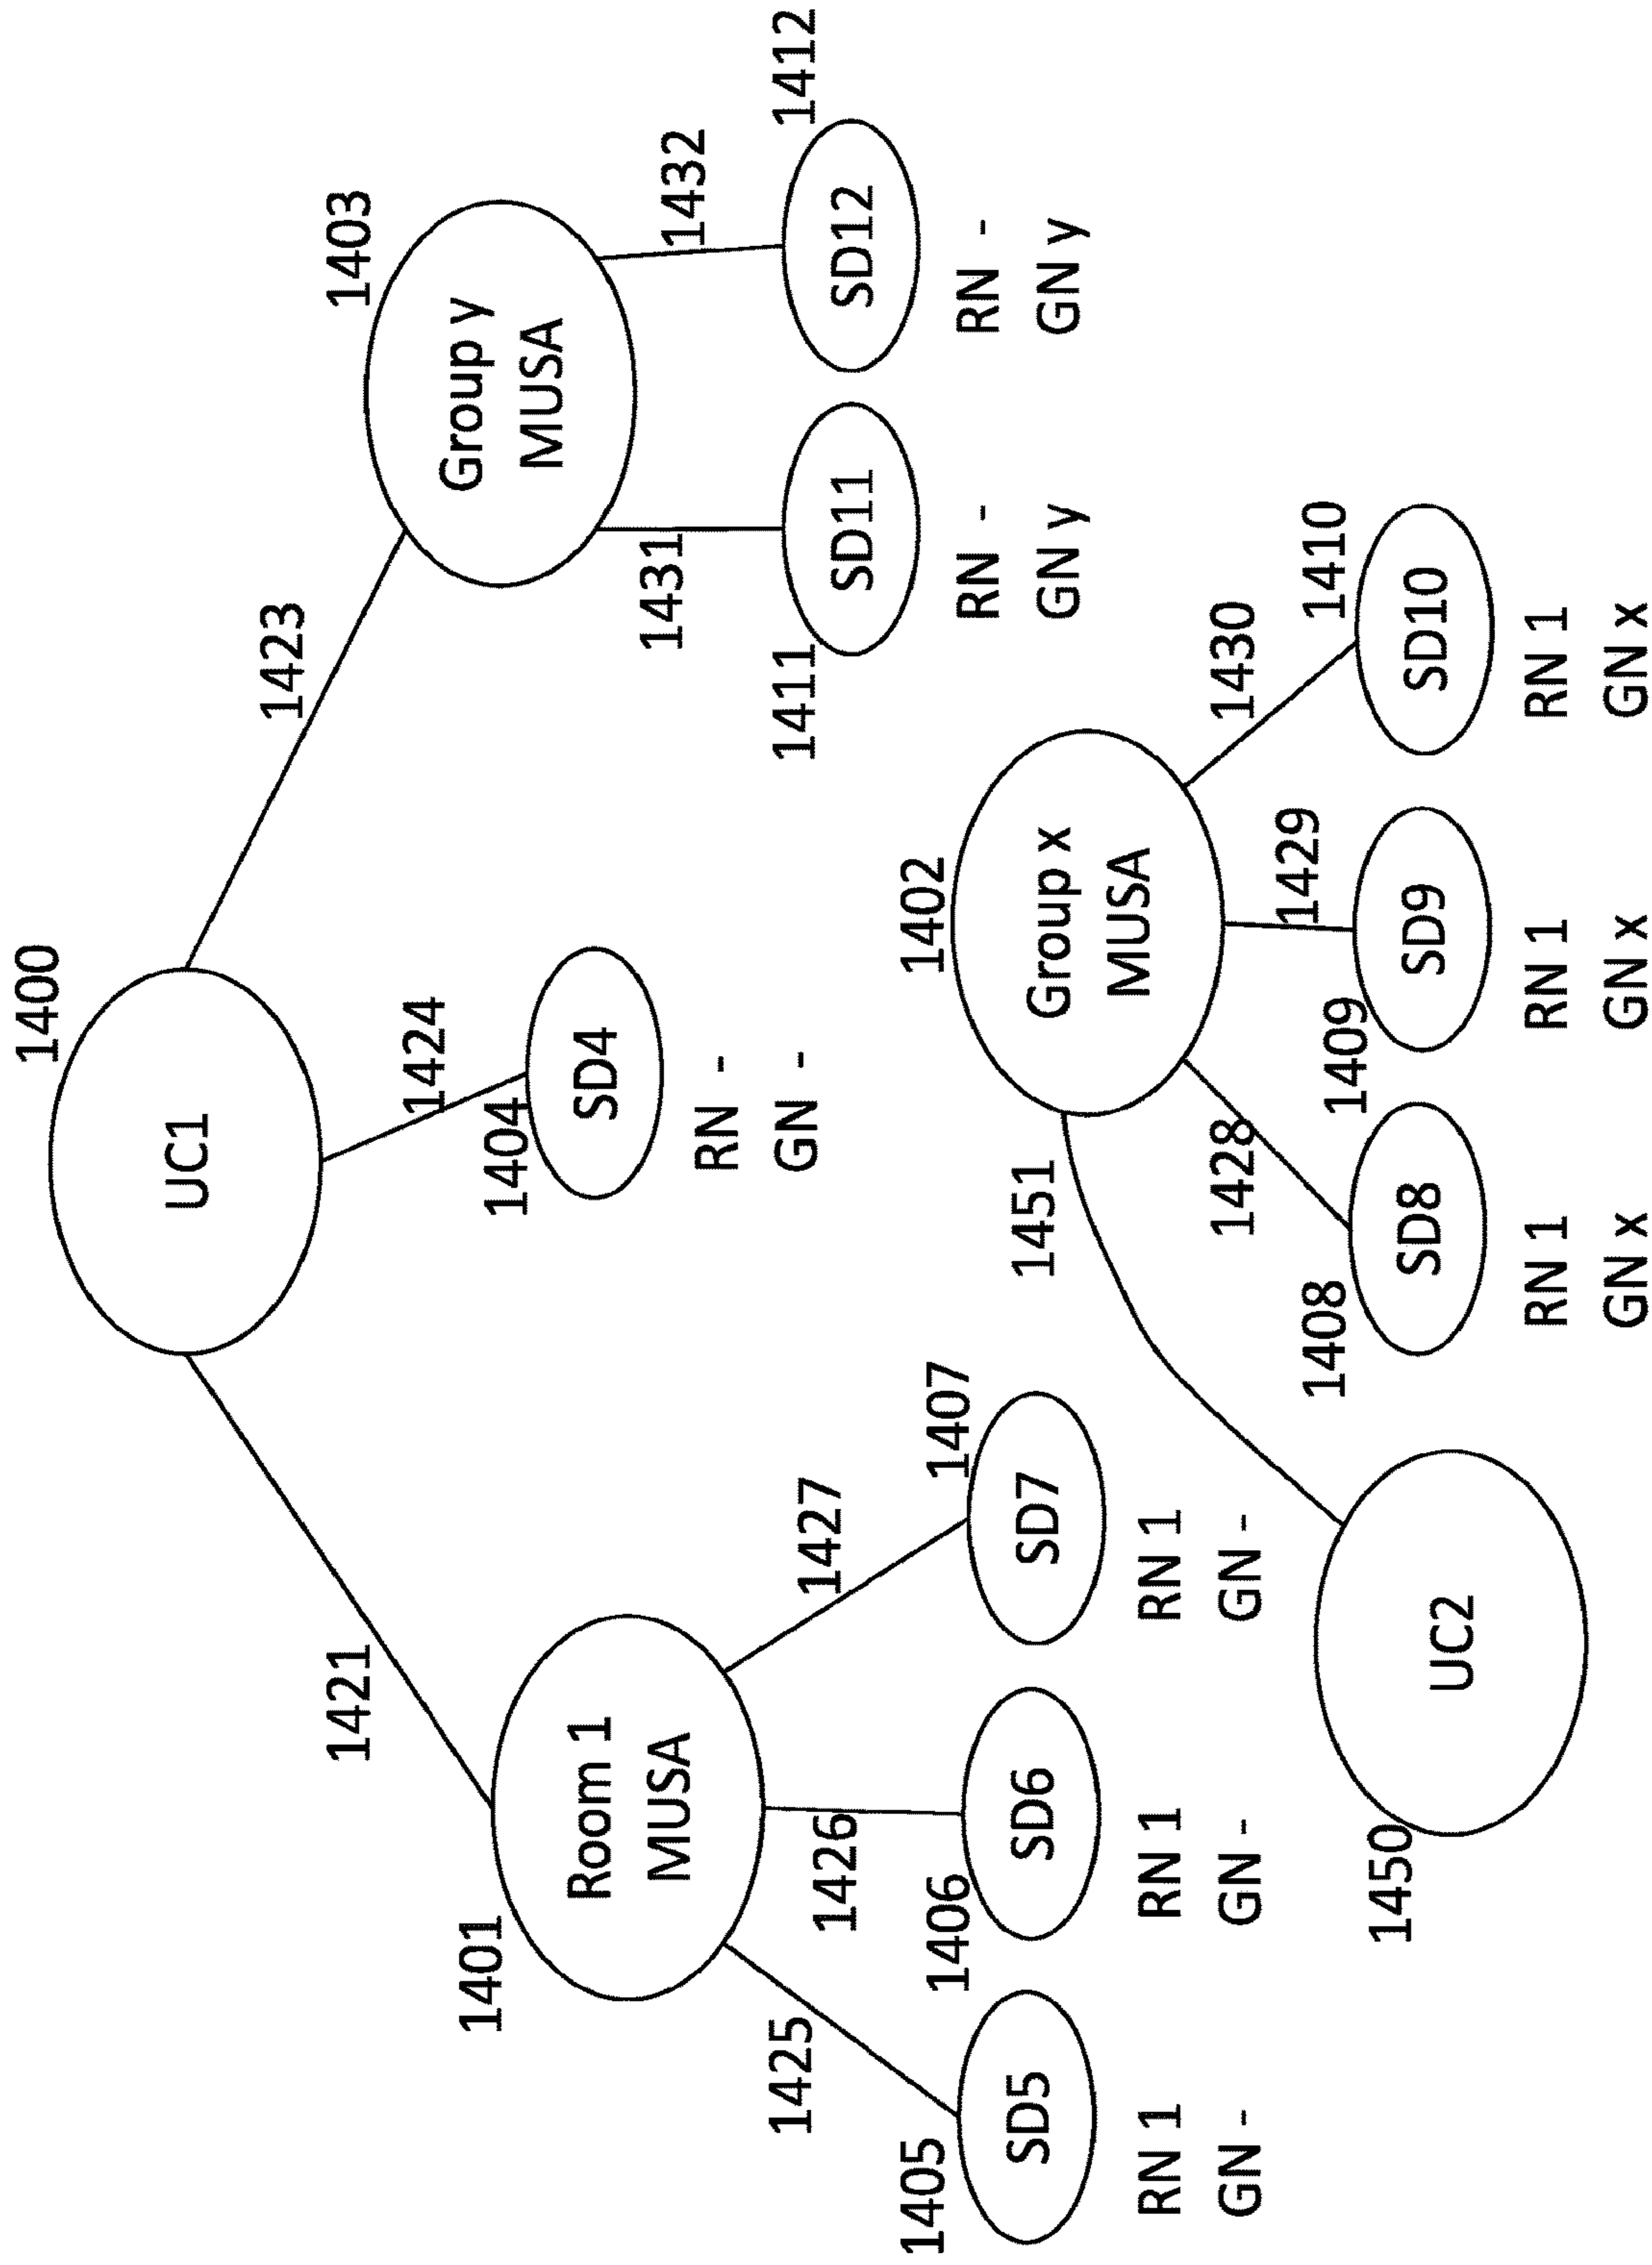 1400
UC1
1421
1424
1423
1401
Room 1
MUSA
1404
SD4
RN -
GN -
1403
Group y
MUSA
1425
1426
1427
1431
1432
1405
SD5
RN 1
GN -
1406
SD6
RN 1
GN -
1407
SD7
RN 1
GN -
1411
SD11
RN -
GN y
1412
SD12
RN -
GN y
1402
Group x
MUSA
1451
1428
1429
1430
1450
UC2
1408
SD8
RN 1
GN x
1409
SD9
RN 1
GN x
1410
SD10
RN 1
GN x